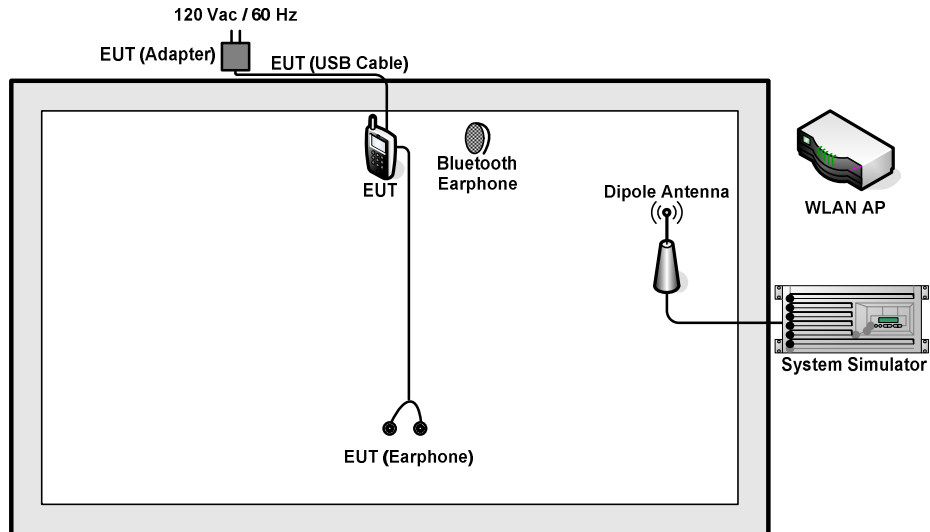 120 Vac / 60 Hz
EUT (Adapter)
EUT (USB Cable)
Bluetooth
Earphone
EUT
Dipole Antenna
WLAN AP
System Simulator
EUT (Earphone)